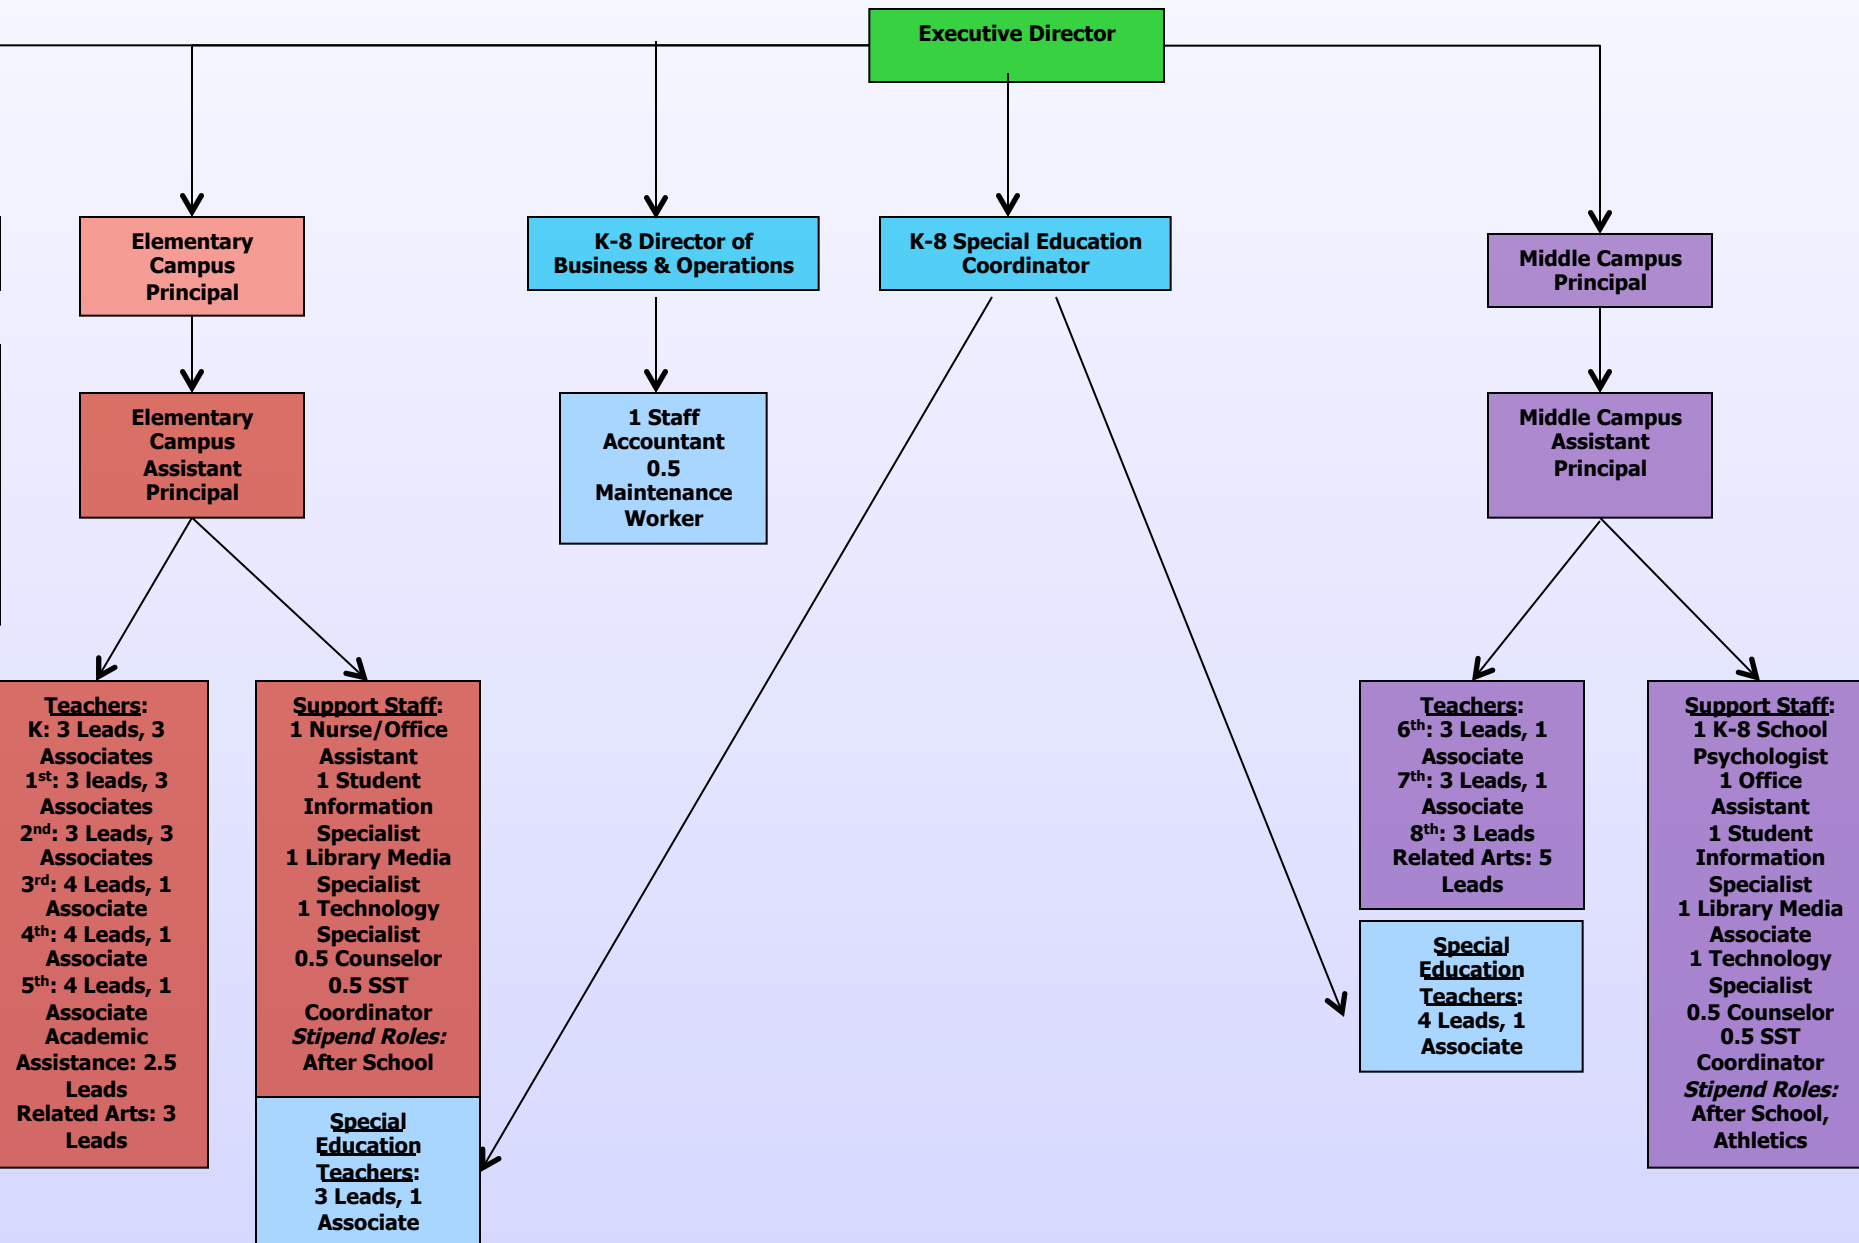 Executive Director
Elementary
Campus
Principal
K-8 Director of
Business & Operations
K-8 Special Education
Coordinator
Middle Campus
Principal
Elementary
Campus
Assistant
Principal
1 Staff
Accountant
0.5
Maintenance
Worker
Middle Campus
Assistant
Principal
Teachers:
K: 3 Leads, 3
Associates
1st: 3 leads, 3
Associates
2nd: 3 Leads, 3
Associates
3rd: 4 Leads, 1
Associate
4th: 4 Leads, 1
Associate
5th: 4 Leads, 1
Associate
Academic
Assistance: 2.5
Leads
Related Arts: 3
Leads
Support Staff:
1 Nurse/Office
Assistant
1 Student
Information
Specialist
1 Library Media
Specialist
1 Technology
Specialist
0.5 Counselor
0.5 SST
Coordinator
Stipend Roles:
After School
Special
Education
Teachers:
3 Leads, 1
Associate
Teachers:
6th: 3 Leads, 1
Associate
7th: 3 Leads, 1
Associate
8th: 3 Leads
Related Arts: 5
Leads
Special
Education
Teachers:
4 Leads, 1
Associate
Support Staff:
1 K-8 School
Psychologist
1 Office
Assistant
1 Student
Information
Specialist
1 Library Media
Associate
1 Technology
Specialist
0.5 Counselor
0.5 SST
Coordinator
Stipend Roles:
After School,
Athletics